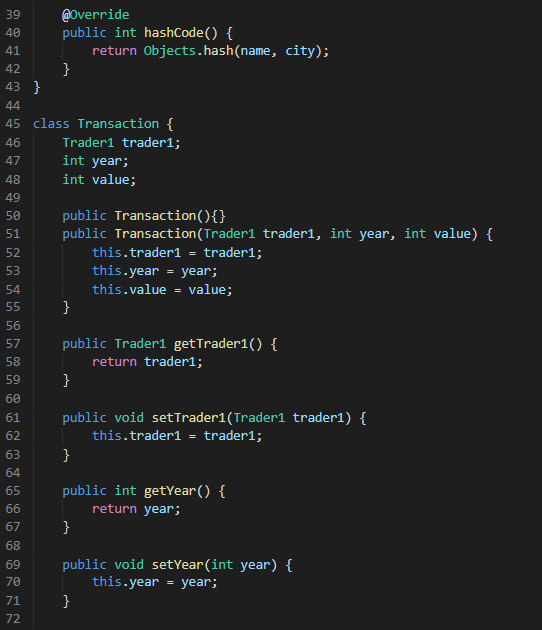 39     @Override
40     public int hashCode() {
41         return Objects.hash(name, city);
42     }
43 }
44
45 class Transaction {
46     Trader1 trader1;
47     int year;
48     int value;
49
50     public Transaction(){}
51     public Transaction(Trader1 trader1, int year, int value) {
52         this.trader1 = trader1;
53         this.year = year;
54         this.value = value;
55     }
56
57     public Trader1 getTrader1() {
58         return trader1;
59     }
60
61     public void setTrader1(Trader1 trader1) {
62         this.trader1 = trader1;
63     }
64
65     public int getYear() {
66         return year;
67     }
68
69     public void setYear(int year) {
70         this.year = year;
71     }
72